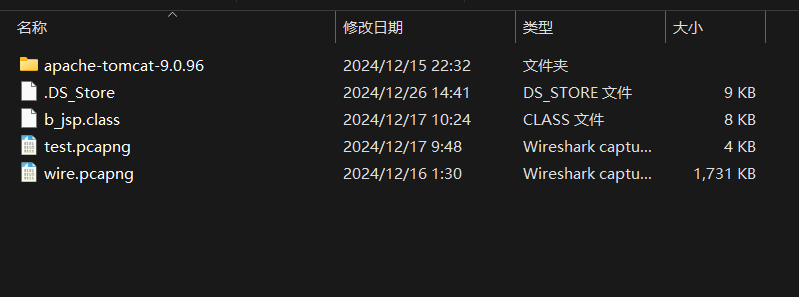 名称 修改日期 类型 大小
apache-tomcat-9.0.96 2024/12/15 22:32 文件夹
.DS_Store 2024/12/26 14:41 DS_STORE 文件 9 KB
b_jsp.class 2024/12/17 10:24 CLASS 文件 8 KB
test.pcapng 2024/12/17 9:48 Wireshark captu... 4 KB
wire.pcapng 2024/12/16 1:30 Wireshark captu... 1,731 KB